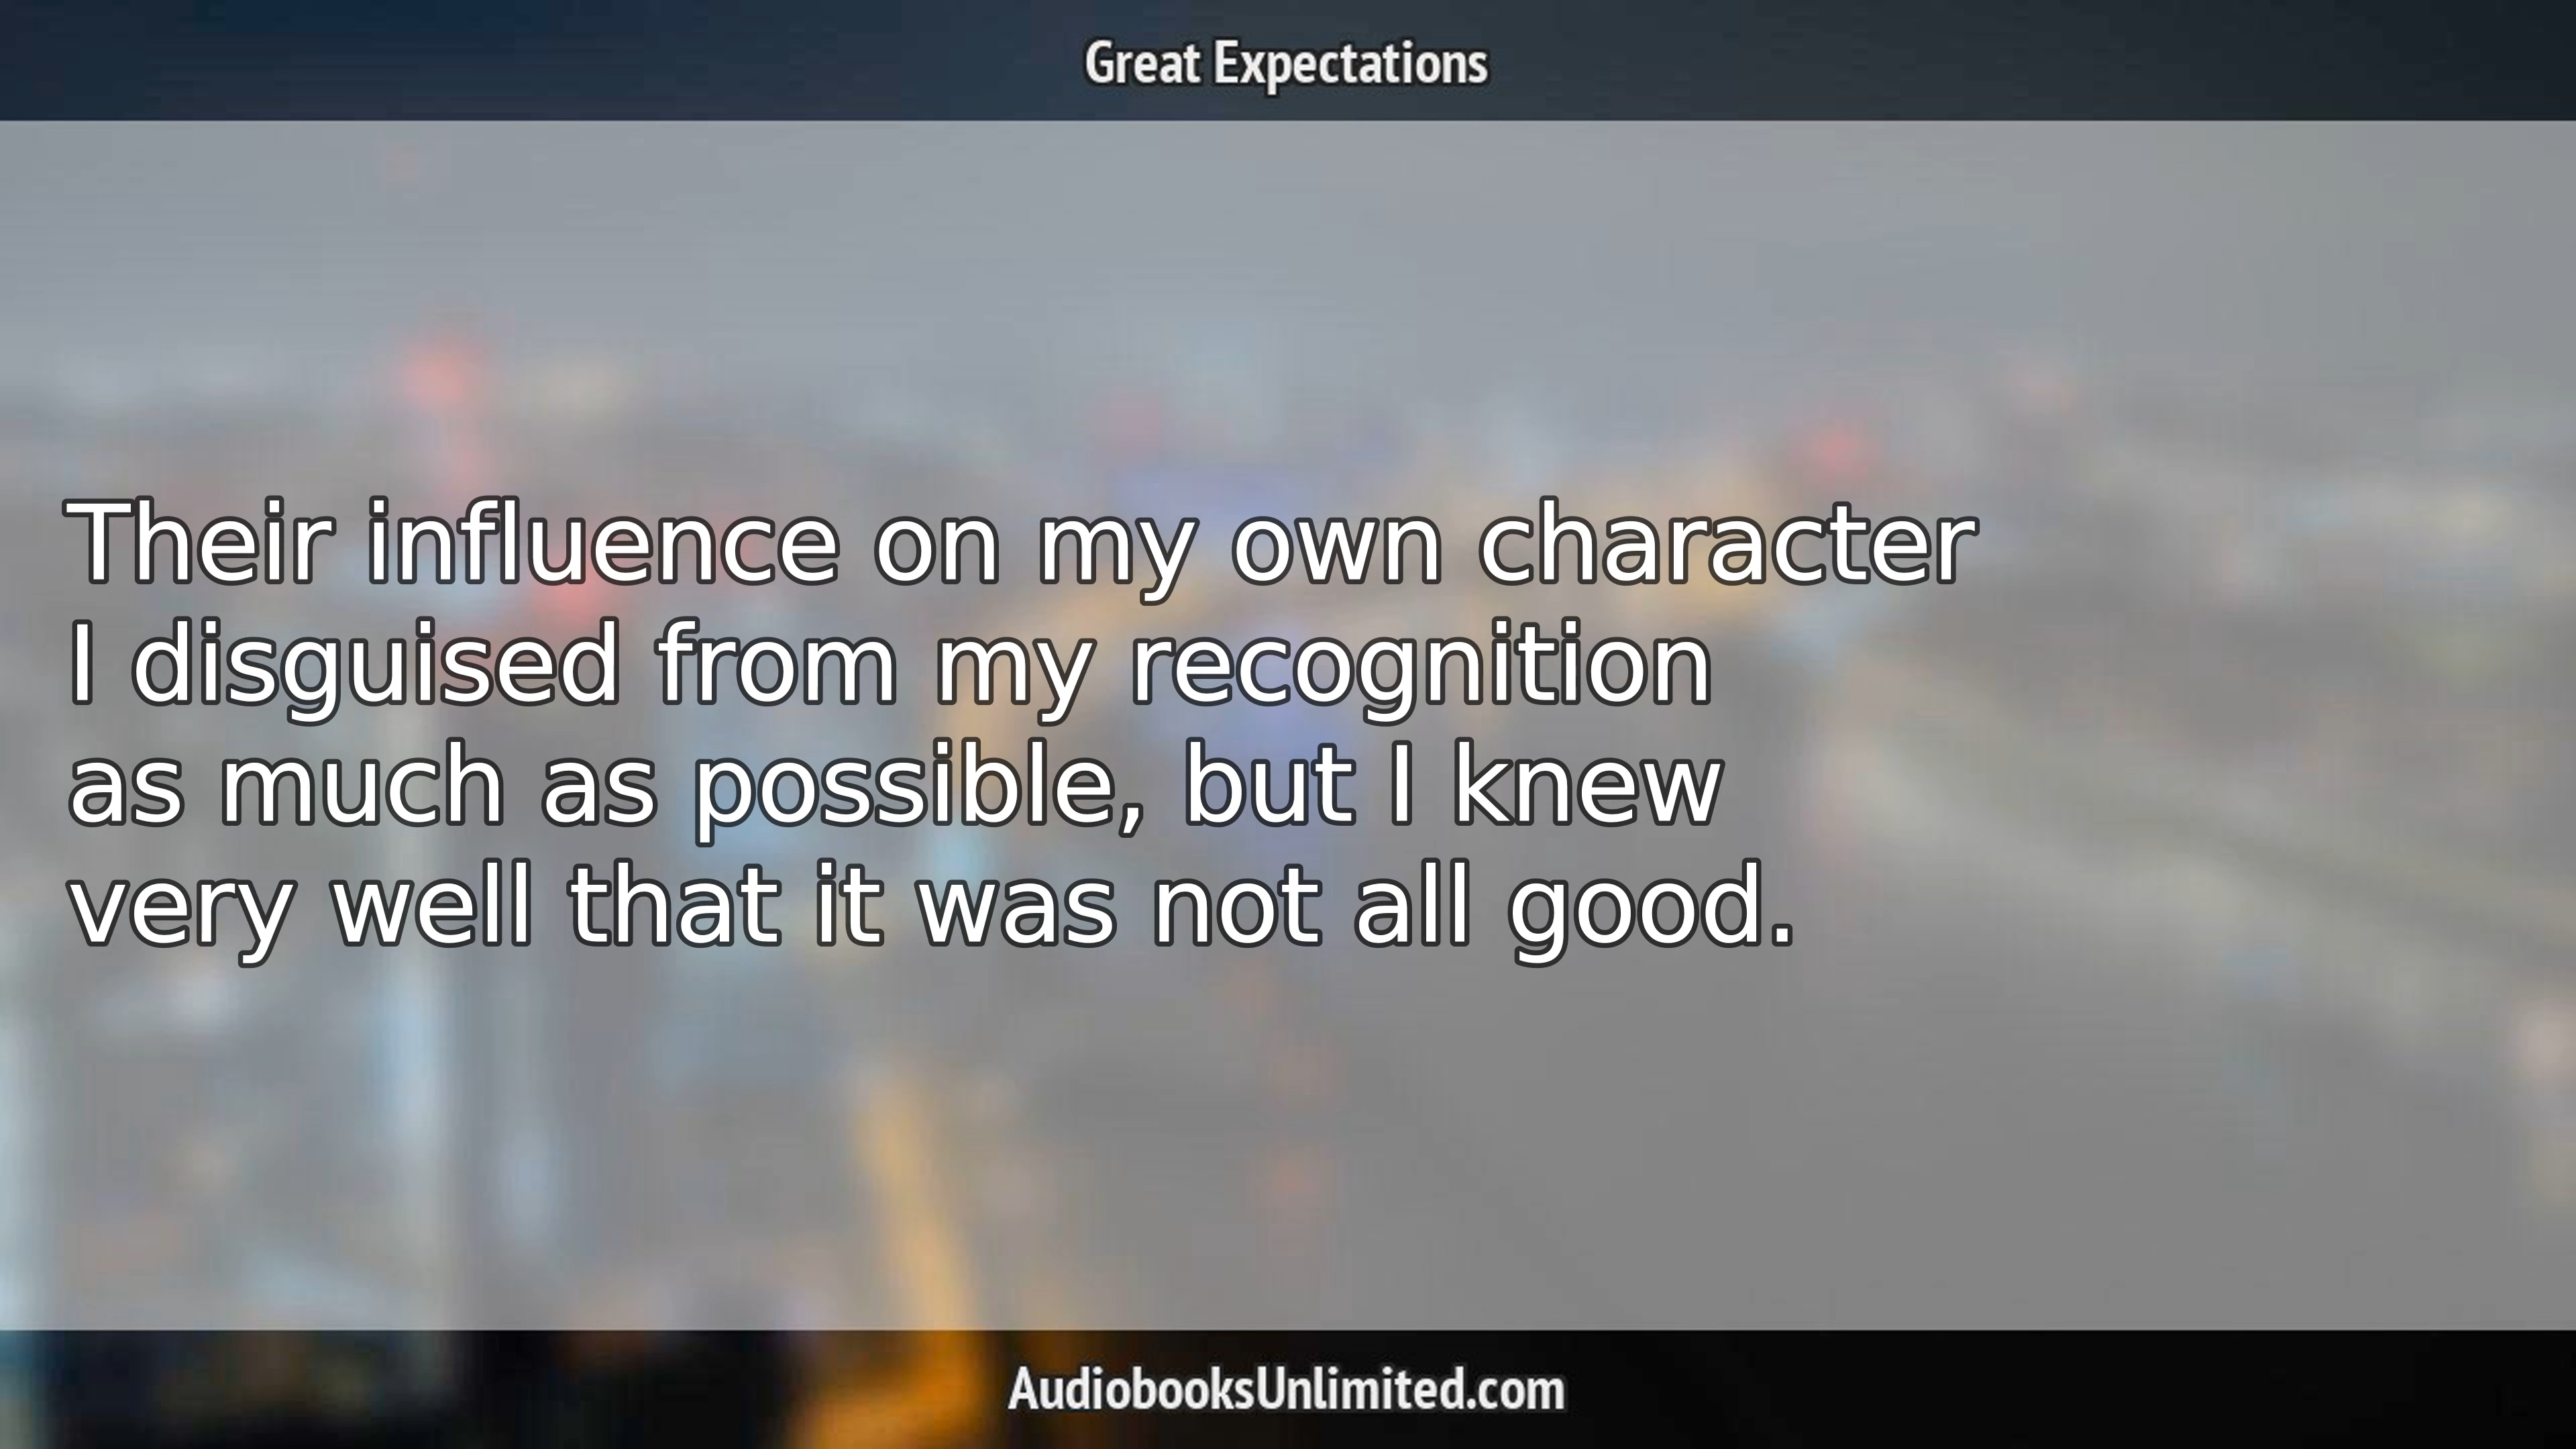 Great Expectations
Their influence on my own character
I disguised from my recognition
as much as possible, but I knew
very well that it was not all good.
AudiobooksUnlimited.com